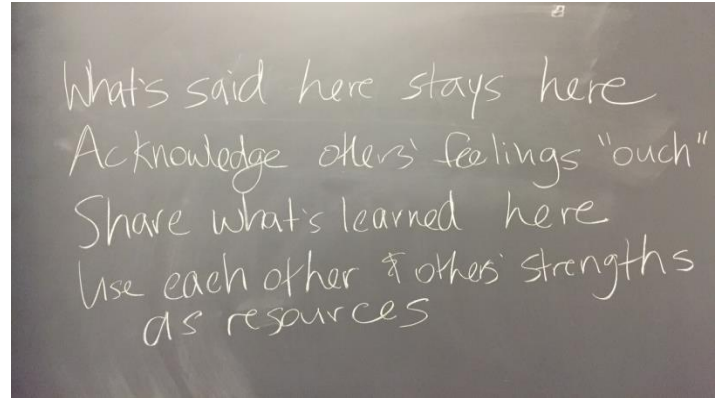 What's said here stays here
Acknowledge others' feelings "ouch"
Share what's learned here
Use each other & others' strengths
as resources